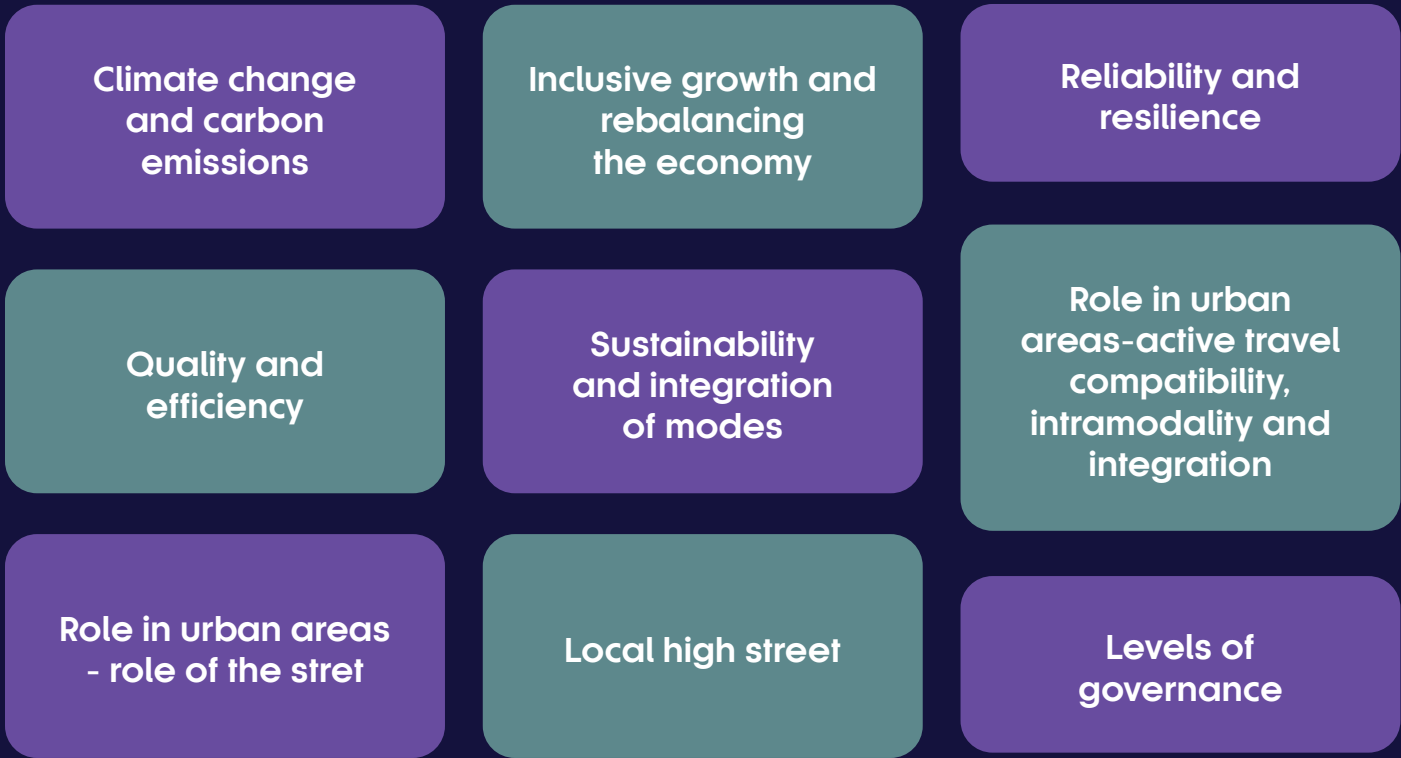 Climate change
and carbon
emissions
Inclusive growth and
rebalancing
the economy
Reliability and
resilience
Quality and
efficiency
Sustainability
and integration
of modes
Role in urban
areas-active travel
compatibility,
intramodality and
integration
Role in urban areas
- role of the stret
Local high street
Levels of
governance